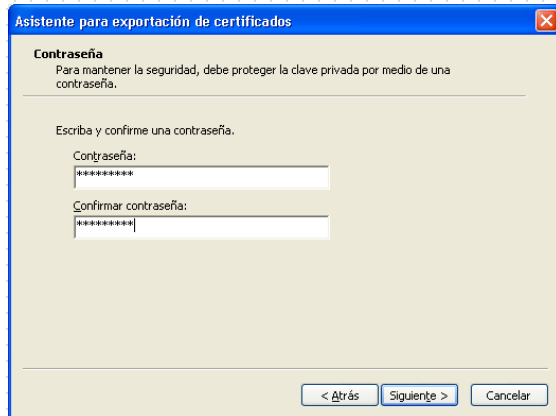 Asistente para exportación de certificados
Contraseña
Para mantener la seguridad, debe proteger la clave privada por medio de una
contraseña.
Escriba y confirme una contraseña.
Contraseña:
*********
Confirmar contraseña:
*********
< Atrás
Siguiente >
Cancelar